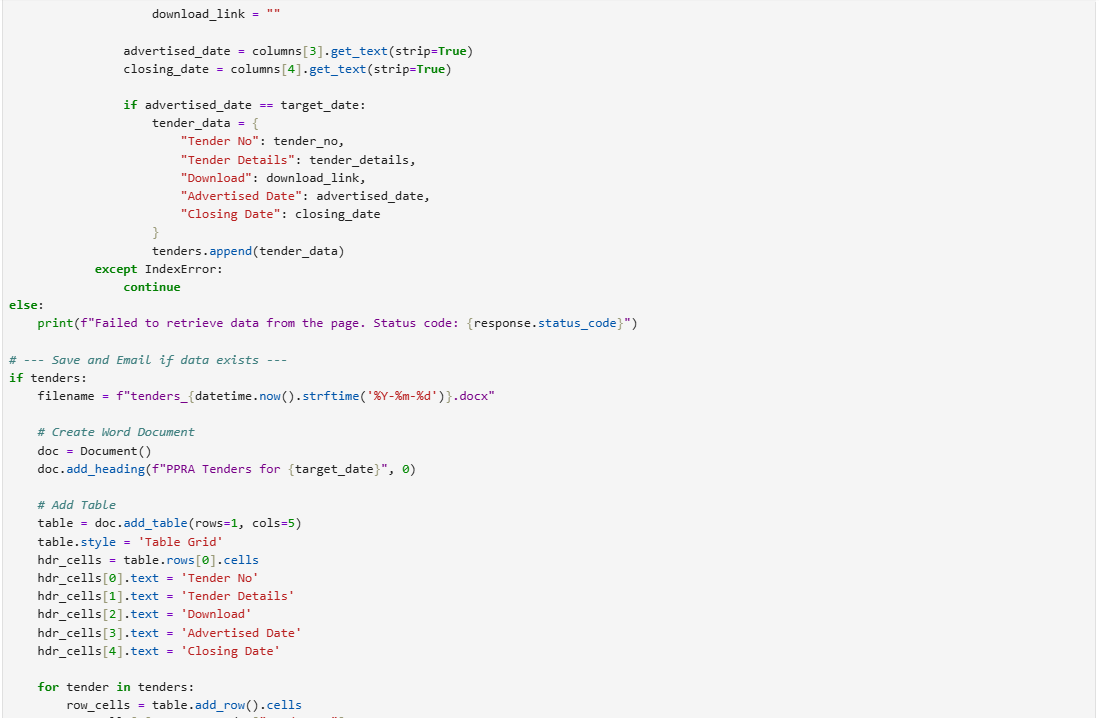 download_link = ""

                advertised_date = columns[3].get_text(strip=True)
                closing_date = columns[4].get_text(strip=True)

                if advertised_date == target_date:
                    tender_data = {
                        "Tender No": tender_no,
                        "Tender Details": tender_details,
                        "Download": download_link,
                        "Advertised Date": advertised_date,
                        "Closing Date": closing_date
                    }
                    tenders.append(tender_data)
            except IndexError:
                continue
else:
    print(f"Failed to retrieve data from the page. Status code: {response.status_code}")

# --- Save and Email if data exists ---
if tenders:
    filename = f"tenders_{datetime.now().strftime('%Y-%m-%d')}.docx"

    # Create Word Document
    doc = Document()
    doc.add_heading(f"PPRA Tenders for {target_date}", 0)

    # Add Table
    table = doc.add_table(rows=1, cols=5)
    table.style = 'Table Grid'
    hdr_cells = table.rows[0].cells
    hdr_cells[0].text = 'Tender No'
    hdr_cells[1].text = 'Tender Details'
    hdr_cells[2].text = 'Download'
    hdr_cells[3].text = 'Advertised Date'
    hdr_cells[4].text = 'Closing Date'

    for tender in tenders:
        row_cells = table.add_row().cells